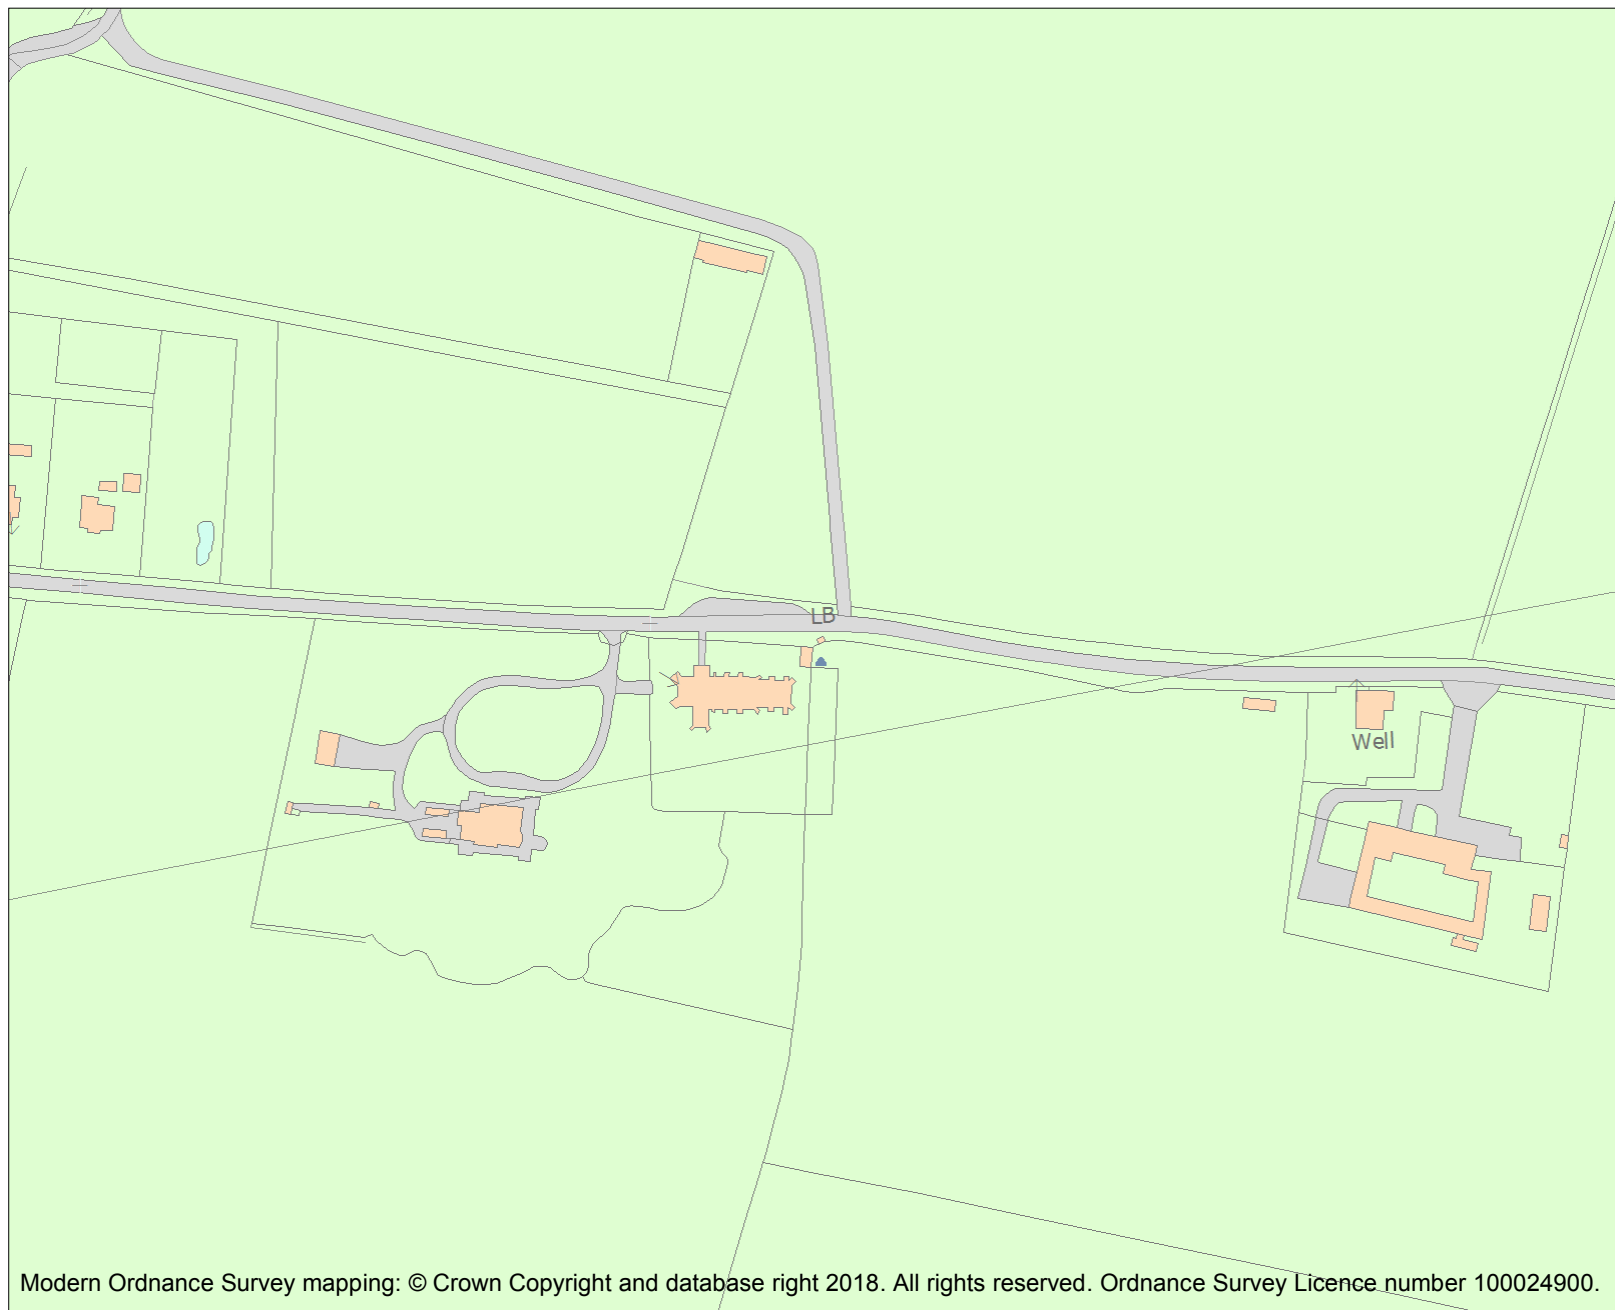 LB
Well
Modern Ordnance Survey mapping: © Crown Copyright and database right 2018. All rights reserved. Ordnance Survey Licence number 100024900.